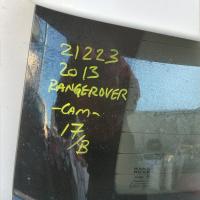 21223
2013
RANGEROVER
-CAM-
17
/B